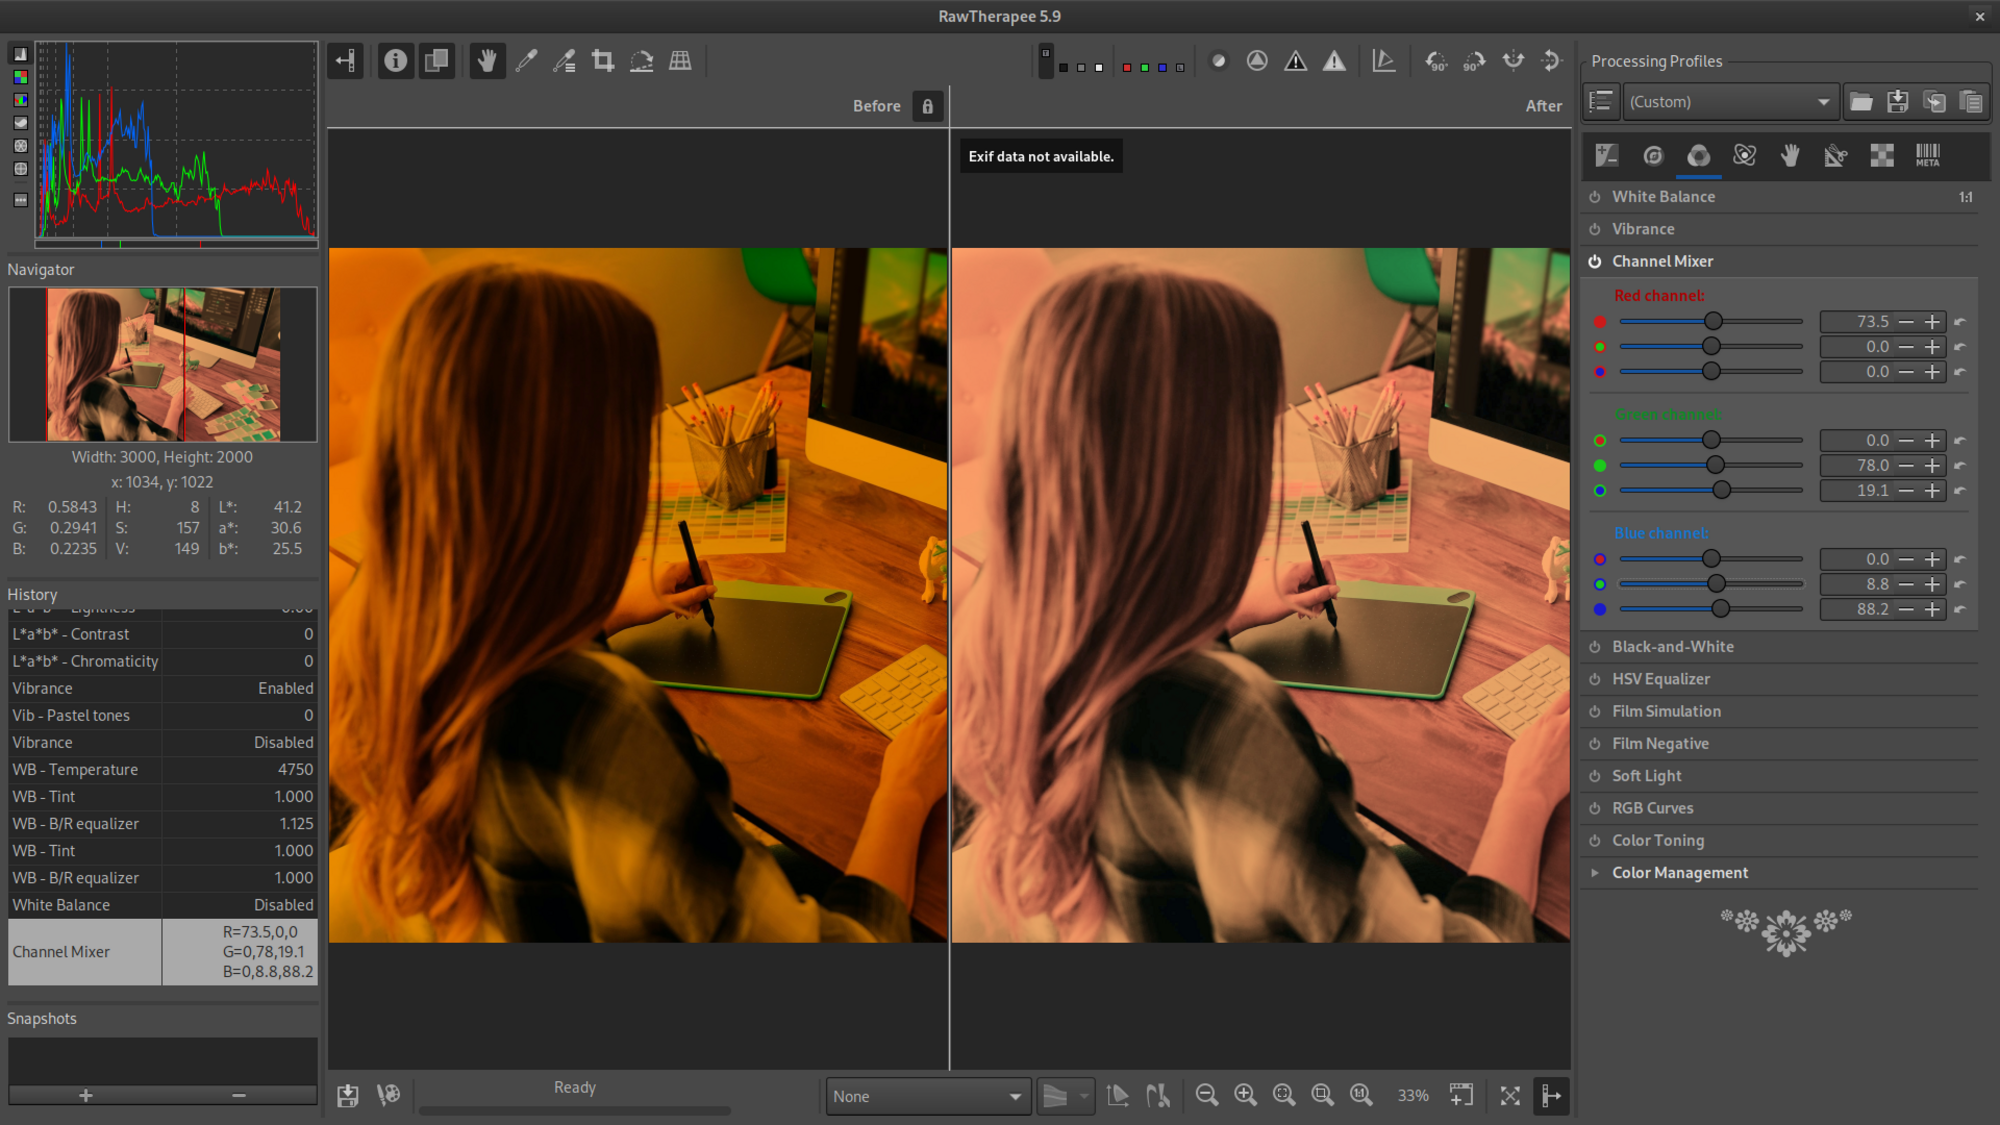 RawTherapee 5.9
Before
After
Exif data not available.
Navigator
Width: 3000, Height: 2000
x: 1034, y: 1022
R: 0.5843 H: 8 L*: 41.2
G: 0.2941 S: 157 a*: 30.6
B: 0.2235 V: 149 b*: 25.5
History
L*a*b* - Lightness 0.00
L*a*b* - Contrast 0
L*a*b* - Chromaticity 0
Vibrance Enabled
Vib - Pastel tones 0
Vibrance Disabled
WB - Temperature 4750
WB - Tint 1.000
WB - B/R equalizer 1.125
WB - Tint 1.000
WB - B/R equalizer 1.000
White Balance Disabled
Channel Mixer
R=73.5,0,0
G=0,78,19.1
B=0,8.8,88.2
Snapshots
Ready
None
33%
90°
90°
1:1
Processing Profiles
(Custom)
META
White Balance 1:1
Vibrance
Channel Mixer
Red channel:
73.5
0.0
0.0
Green channel:
0.0
78.0
19.1
Blue channel:
0.0
8.8
88.2
Black-and-White
HSV Equalizer
Film Simulation
Film Negative
Soft Light
RGB Curves
Color Toning
Color Management